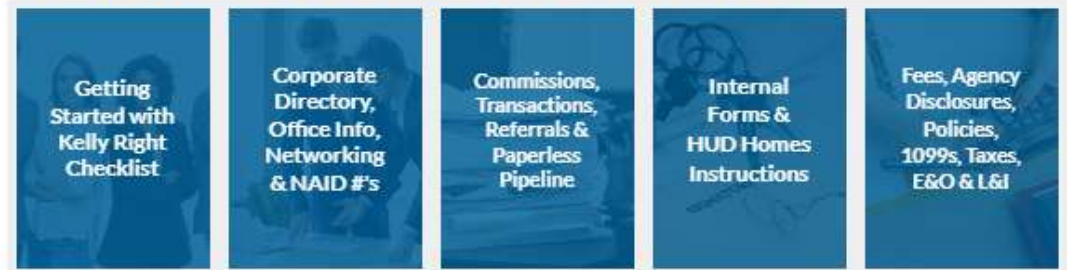 Getting
Started with
Kelly Right
Checklist
Corporate
Directory,
Office Info,
Networking
& NAID #'s
Commissions,
Transactions,
Referrals &
Paperless
Pipeline
Internal
Forms &
HUD Homes
Instructions
Fees, Agency
Disclosures,
Policies,
1099s, Taxes,
E&O & L&I